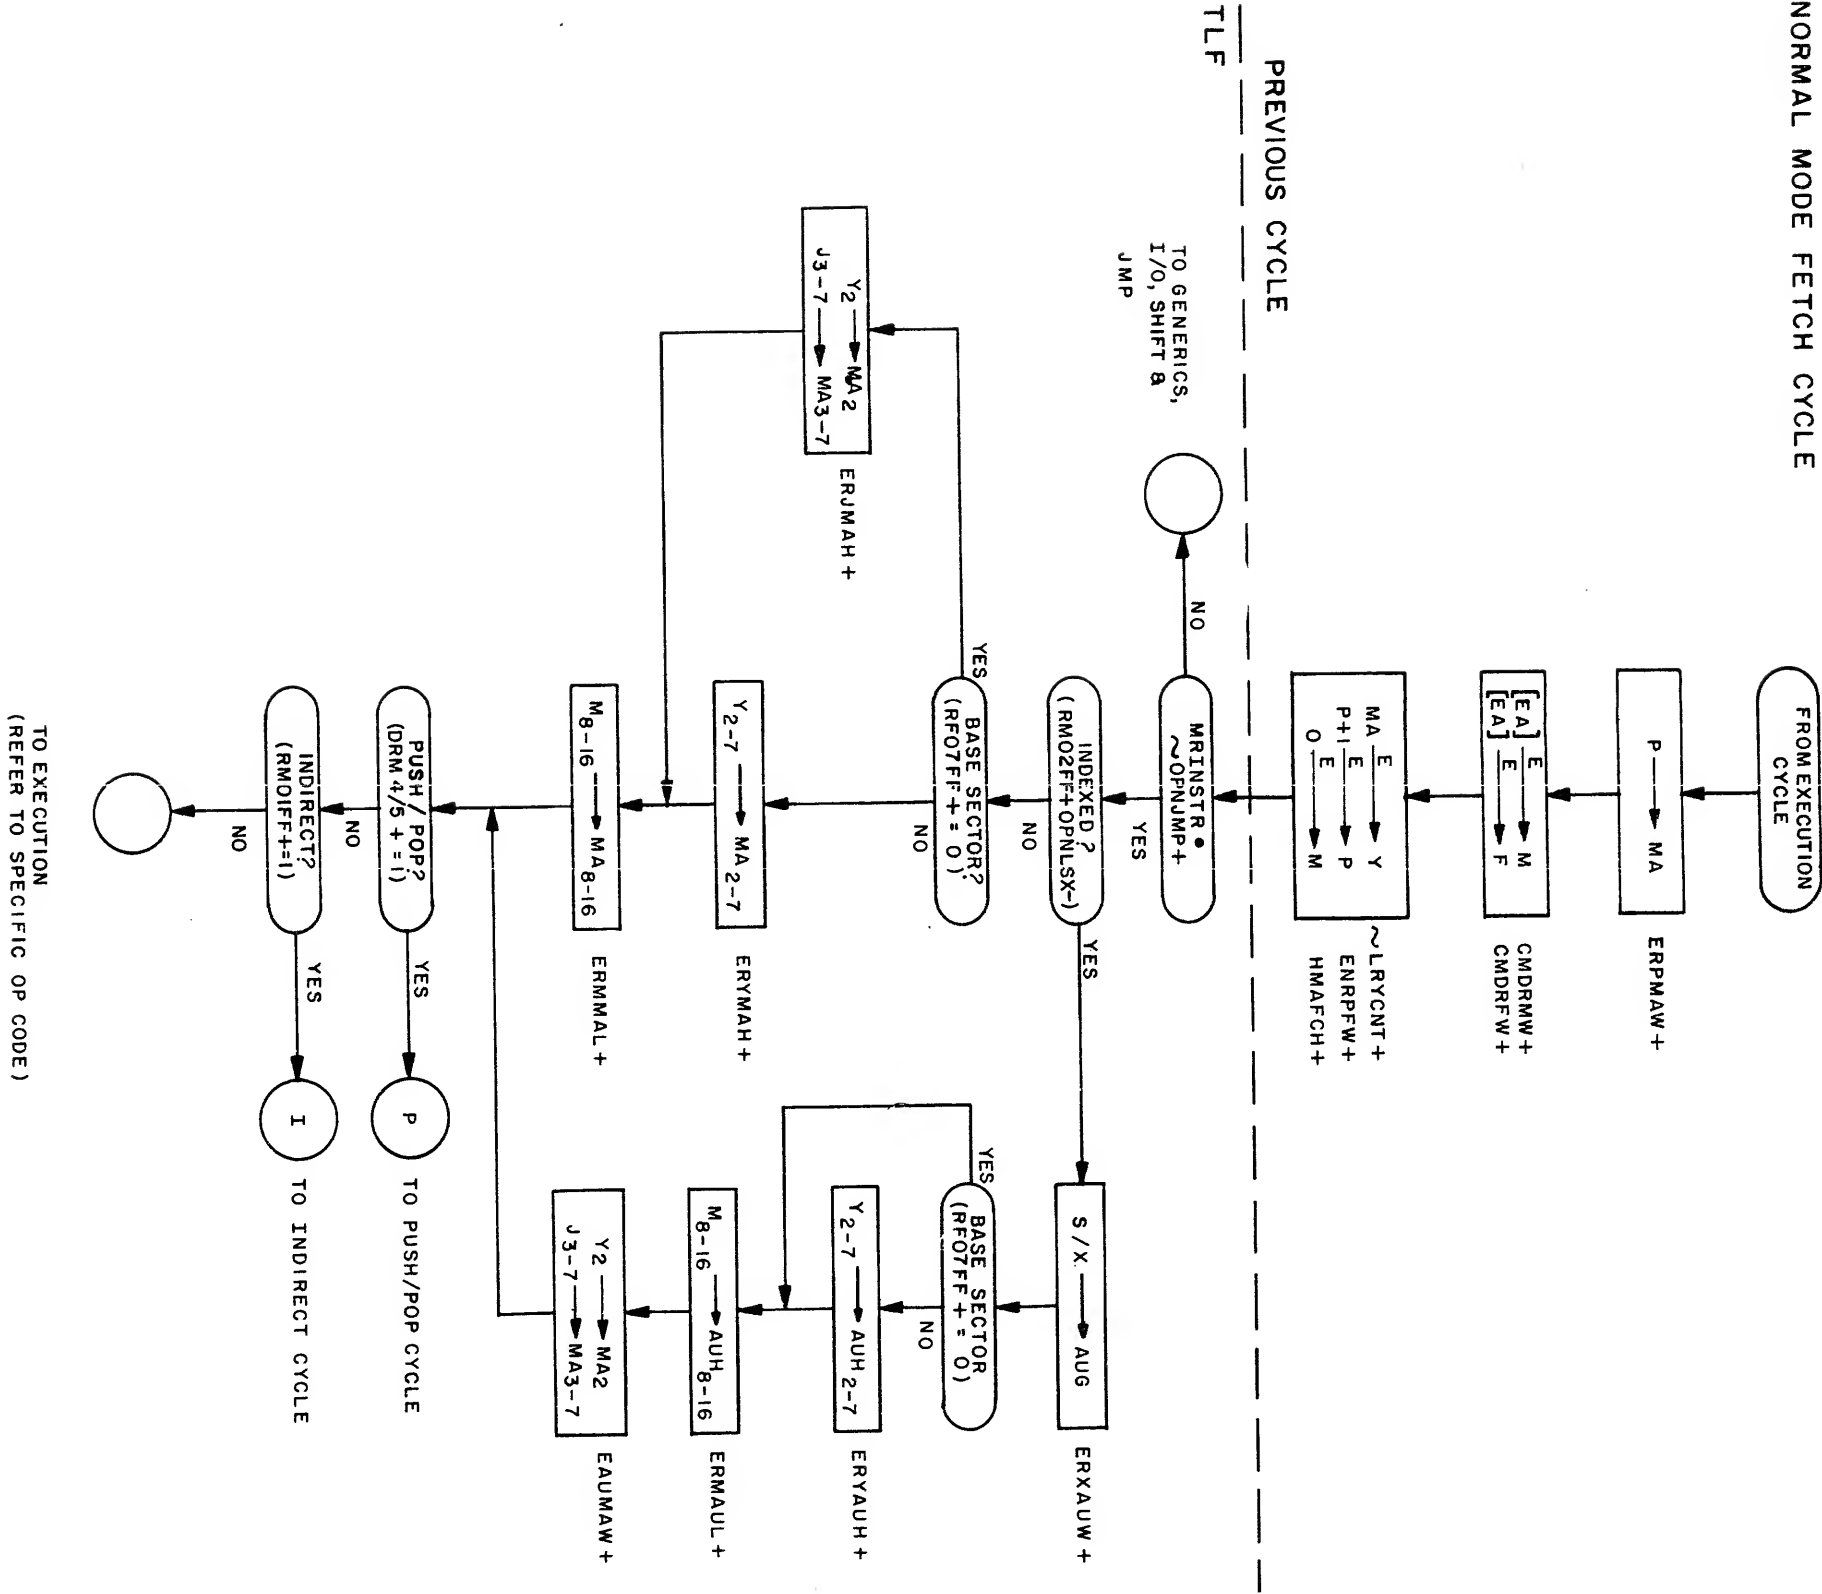 NORMAL MODE FETCH CYCLE
FROM EXECUTION
CYCLE
P → MA
ERPMAW+
[EA] E → M
[EA] E → F
CMDRMW+
CMDRFW+
MA E → Y
P+1 E → P
O E → M
~LRYCNT+
ENRPFW+
HMAFCH+
PREVIOUS CYCLE
TLF
MRINSTR •
~OPNJMP+
NO
TO GENERICS,
I/O, SHIFT &
JMP
YES
INDEXED ?
(RM02FF+OPNLSX-)
YES
NO
S/X → AUG
ERXAUW+
BASE SECTOR?
(RF07FF+ = 0)
YES
NO
BASE SECTOR
(RF07FF+ = 0)
YES
NO
Y2 → MA2
J3-7 → MA3-7
ERJMAH+
Y2-7 → MA2-7
ERYMAH+
Y2-7 → AUH2-7
ERYAUH+
M8-16 → MA8-16
ERMMAL+
M8-16 → AUH8-16
ERMAUL+
Y2 → MA2
J3-7 → MA3-7
EAUMAW+
PUSH / POP?
(DRM 4/5 + = 1)
YES
P
TO PUSH/POP CYCLE
NO
INDIRECT?
(RMDIFF+=1)
YES
I
TO INDIRECT CYCLE
NO
TO EXECUTION
(REFER TO SPECIFIC OP CODE)